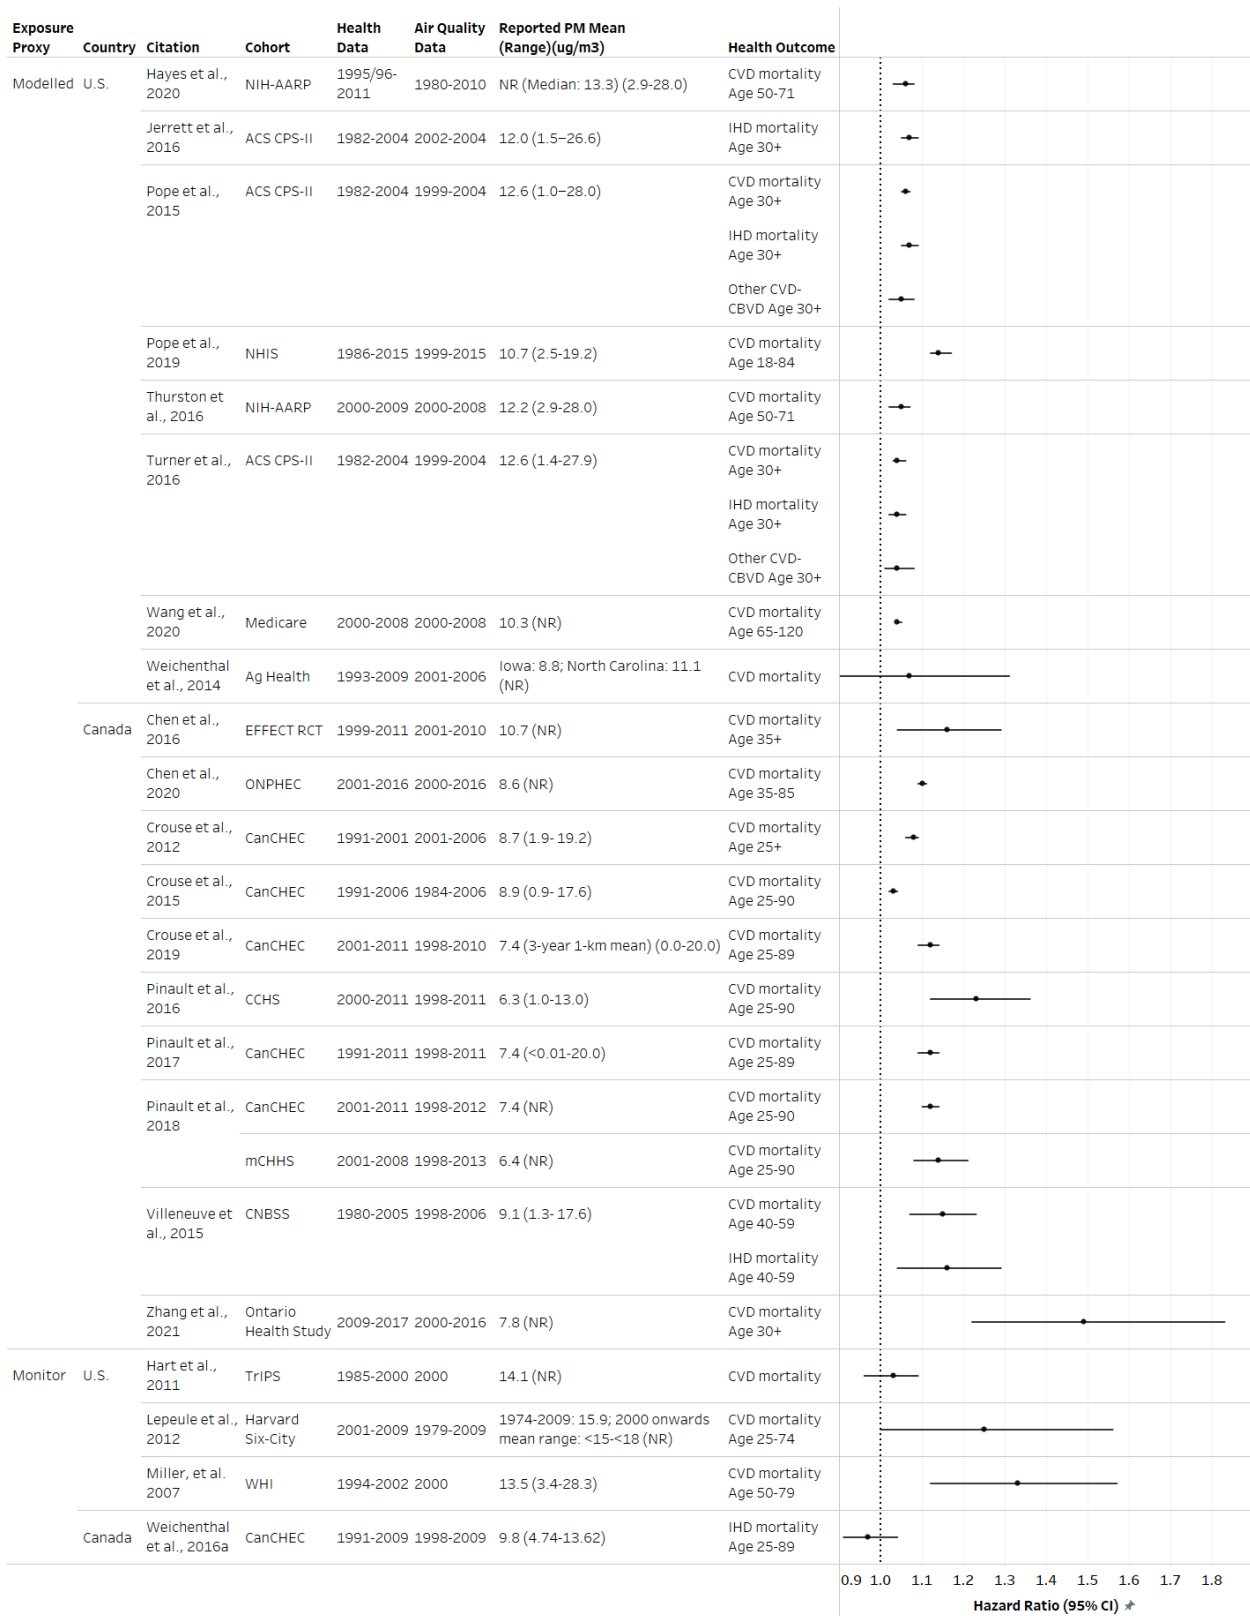 Exposure Proxy Country Citation Cohort Health Data Air Quality Data Reported PM Mean (Range)(ug/m3) Health Outcome
Modelled U.S. Hayes et al., 2020 NIH-AARP 1995/96-2011 1980-2010 NR (Median: 13.3) (2.9-28.0) CVD mortality Age 50-71
Jerrett et al., 2016 ACS CPS-II 1982-2004 2002-2004 12.0 (1.5–26.6) IHD mortality Age 30+
Pope et al., 2015 ACS CPS-II 1982-2004 1999-2004 12.6 (1.0–28.0) CVD mortality Age 30+
IHD mortality Age 30+
Other CVD-CBVD Age 30+
Pope et al., 2019 NHIS 1986-2015 1999-2015 10.7 (2.5-19.2) CVD mortality Age 18-84
Thurston et al., 2016 NIH-AARP 2000-2009 2000-2008 12.2 (2.9-28.0) CVD mortality Age 50-71
Turner et al., 2016 ACS CPS-II 1982-2004 1999-2004 12.6 (1.4-27.9) CVD mortality Age 30+
IHD mortality Age 30+
Other CVD-CBVD Age 30+
Wang et al., 2020 Medicare 2000-2008 2000-2008 10.3 (NR) CVD mortality Age 65-120
Weichenthal et al., 2014 Ag Health 1993-2009 2001-2006 Iowa: 8.8; North Carolina: 11.1 (NR) CVD mortality
Canada Chen et al., 2016 EFFECT RCT 1999-2011 2001-2010 10.7 (NR) CVD mortality Age 35+
Chen et al., 2020 ONPHEC 2001-2016 2000-2016 8.6 (NR) CVD mortality Age 35-85
Crouse et al., 2012 CanCHEC 1991-2001 2001-2006 8.7 (1.9- 19.2) CVD mortality Age 25+
Crouse et al., 2015 CanCHEC 1991-2006 1984-2006 8.9 (0.9- 17.6) CVD mortality Age 25-90
Crouse et al., 2019 CanCHEC 2001-2011 1998-2010 7.4 (3-year 1-km mean) (0.0-20.0) CVD mortality Age 25-89
Pinault et al., 2016 CCHS 2000-2011 1998-2011 6.3 (1.0-13.0) CVD mortality Age 25-90
Pinault et al., 2017 CanCHEC 1991-2011 1998-2011 7.4 (<0.01-20.0) CVD mortality Age 25-89
Pinault et al., 2018 CanCHEC 2001-2011 1998-2012 7.4 (NR) CVD mortality Age 25-90
mCHHS 2001-2008 1998-2013 6.4 (NR) CVD mortality Age 25-90
Villeneuve et al., 2015 CNBSS 1980-2005 1998-2006 9.1 (1.3- 17.6) CVD mortality Age 40-59
IHD mortality Age 40-59
Zhang et al., 2021 Ontario Health Study 2009-2017 2000-2016 7.8 (NR) CVD mortality Age 30+
Monitor U.S. Hart et al., 2011 TrIPS 1985-2000 2000 14.1 (NR) CVD mortality
Lepeule et al., 2012 Harvard Six-City 2001-2009 1979-2009 1974-2009: 15.9; 2000 onwards mean range: <15-<18 (NR) CVD mortality Age 25-74
Miller, et al. 2007 WHI 1994-2002 2000 13.5 (3.4-28.3) CVD mortality Age 50-79
Canada Weichenthal et al., 2016a CanCHEC 1991-2009 1998-2009 9.8 (4.74-13.62) IHD mortality Age 25-89
0.9 1.0 1.1 1.2 1.3 1.4 1.5 1.6 1.7 1.8
Hazard Ratio (95% CI)